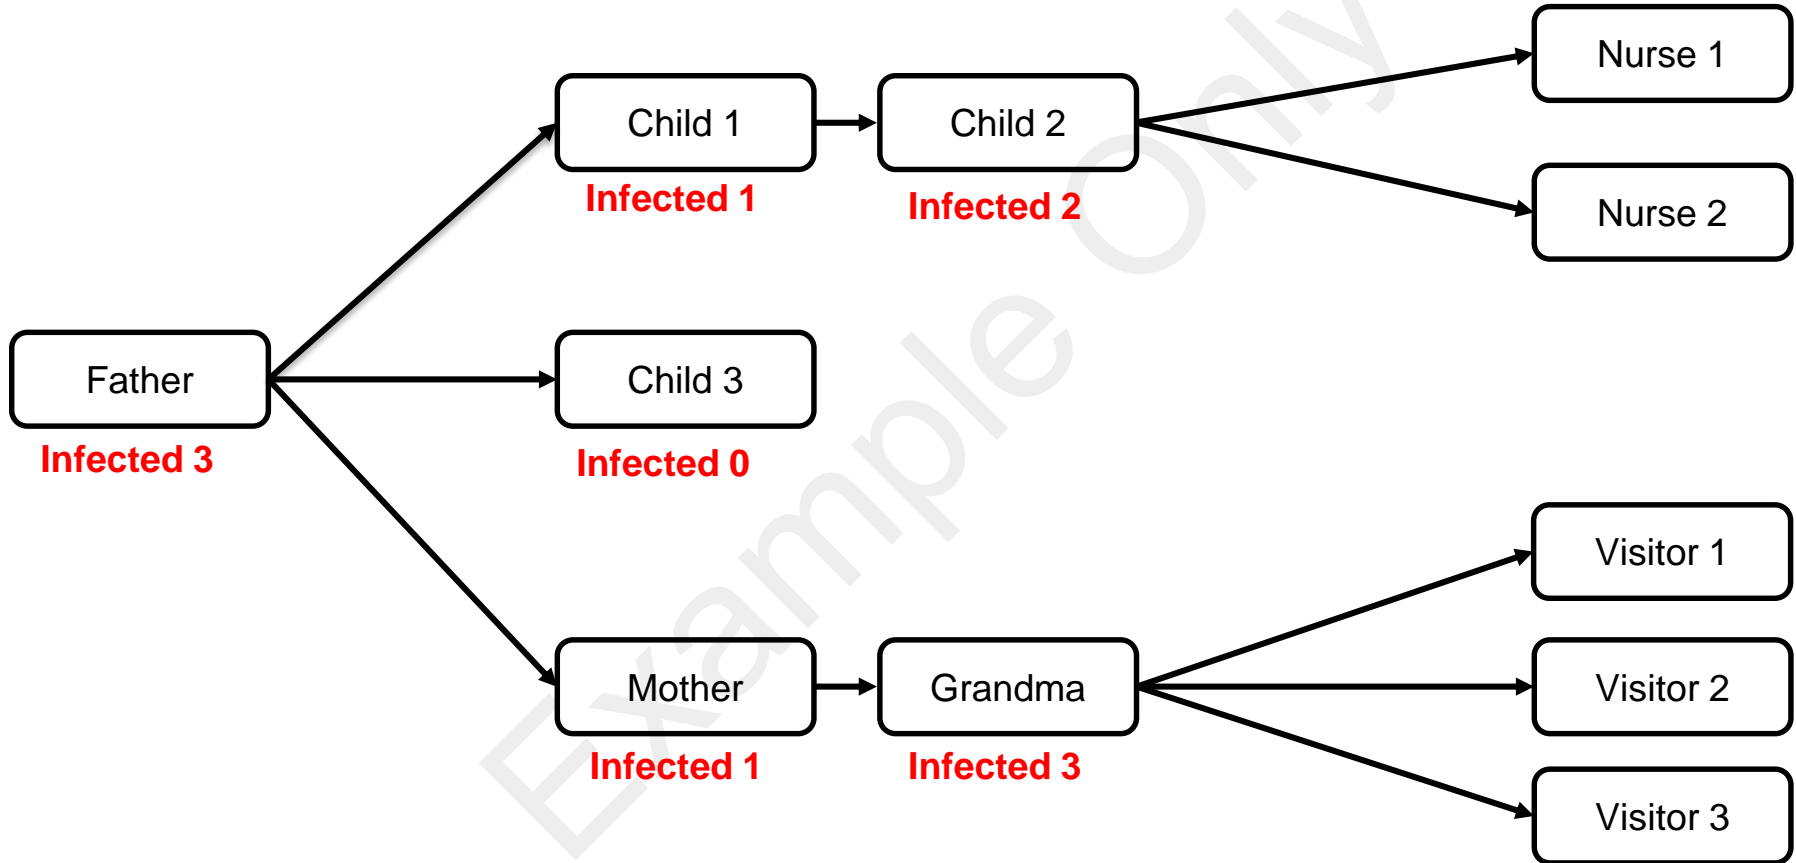 Nurse 1
Child 1
Child 2
Infected 1
Infected 2
Nurse 2
Father
Infected 3
Child 3
Infected 0
Visitor 1
Mother
Infected 1
Grandma
Infected 3
Visitor 2
Visitor 3
Example Only